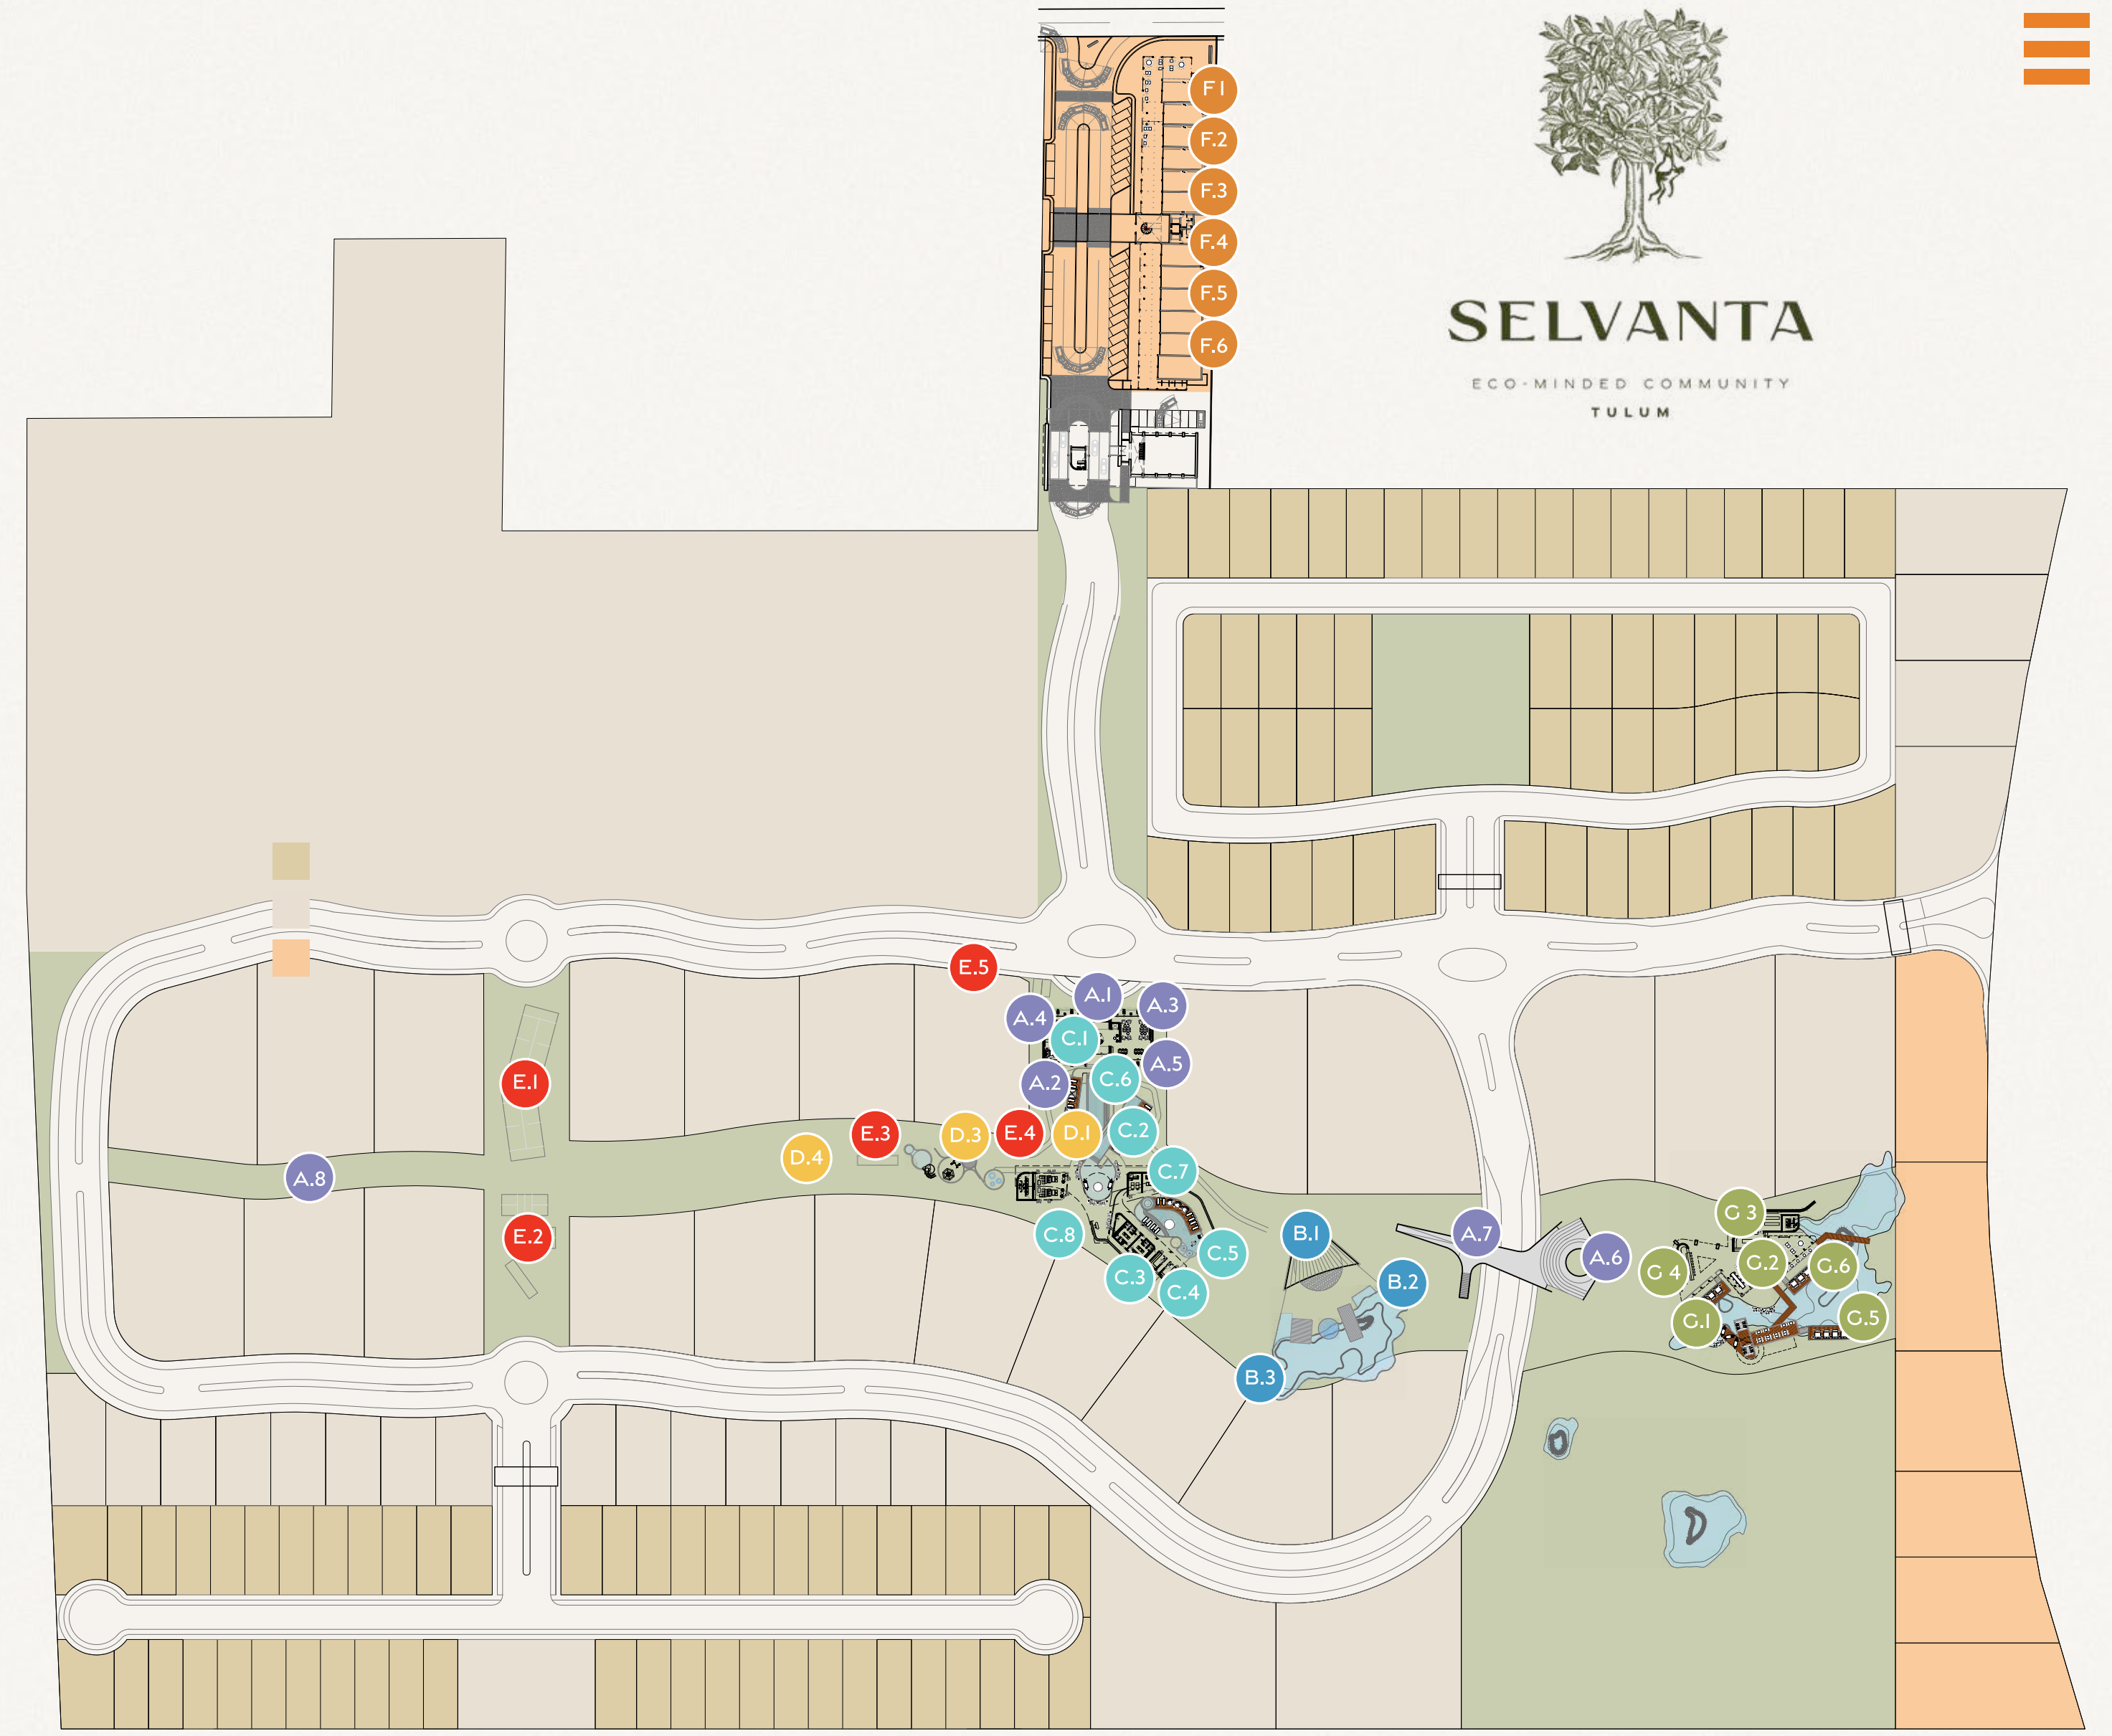 F1
F.2
F.3
F.4
F.5
F.6
SELVANTA
ECO-MINDED COMMUNITY
TULUM
E.5
A.1
A.3
A.4
C.1
A.5
C.6
A.2
E.1
E.3
D.3
E.4
D.1
C.2
D.4
C.7
A.8
E.2
C.8
C.5
C.3
C.4
B.1
B.2
B.3
A.7
A.6
G 3
G.2
G.6
G 4
G.1
G.5